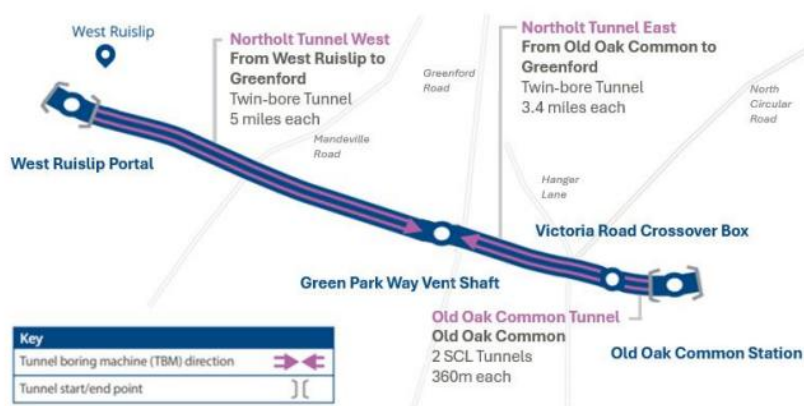 West Ruislip
Northolt Tunnel West
From West Ruislip to
Greenford
Twin-bore Tunnel
5 miles each
Northolt Tunnel East
From Old Oak Common to
Greenford
Twin-bore Tunnel
3.4 miles each
Greenford
Road
North
Circular
Road
Mandeville
Road
West Ruislip Portal
Hanger
Lane
Victoria Road Crossover Box
Green Park Way Vent Shaft
Old Oak Common Tunnel
Old Oak Common
2 SCL Tunnels
360m each
Old Oak Common Station
Key
Tunnel boring machine (TBM) direction
Tunnel start/end point